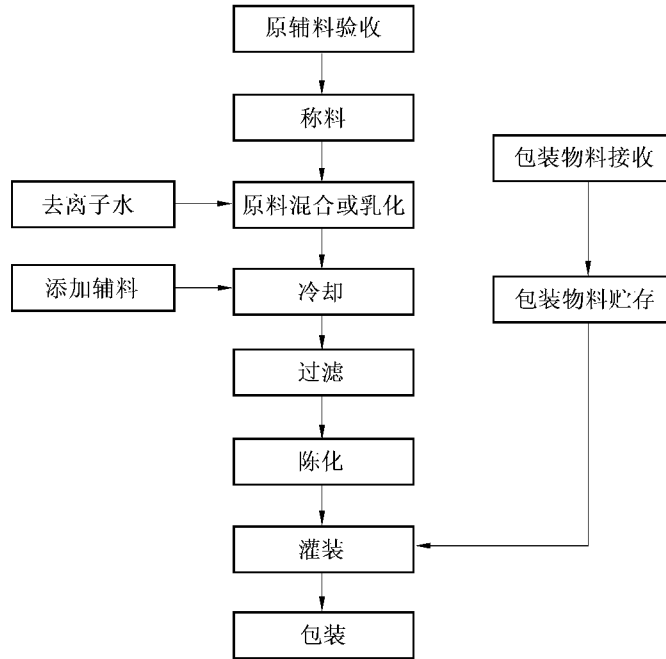 原辅料验收
称料
包装物料接收
去离子水
原料混合或乳化
添加辅料
冷却
包装物料贮存
过滤
陈化
灌装
包装